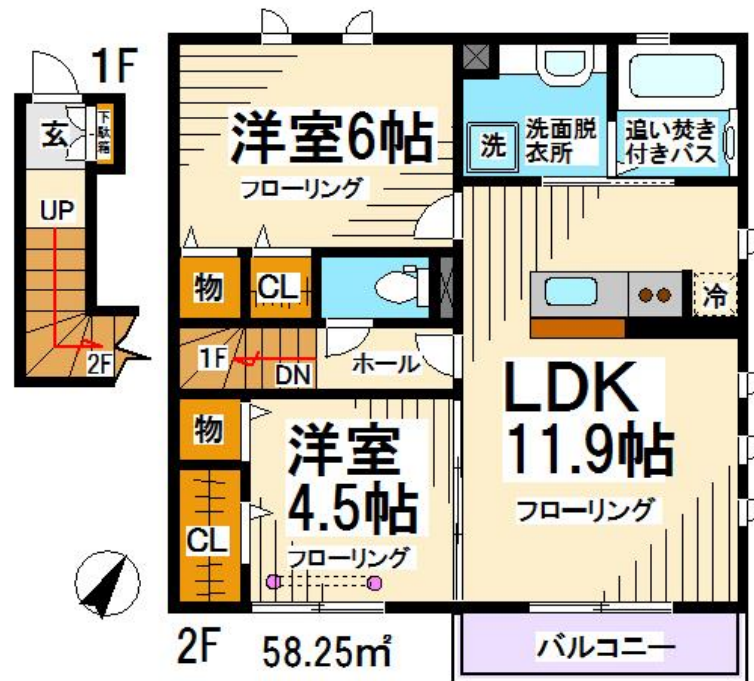 1F
玄
下駄箱
UP
2F
洋室6帖
フローリング
洗
洗面脱
衣所
追い焚き
付きバス
物
CL
冷
1F
DN
ホール
LDK
11.9帖
フローリング
物
CL
洋室
4.5帖
フローリング
2F
58.25㎡
バルコニー